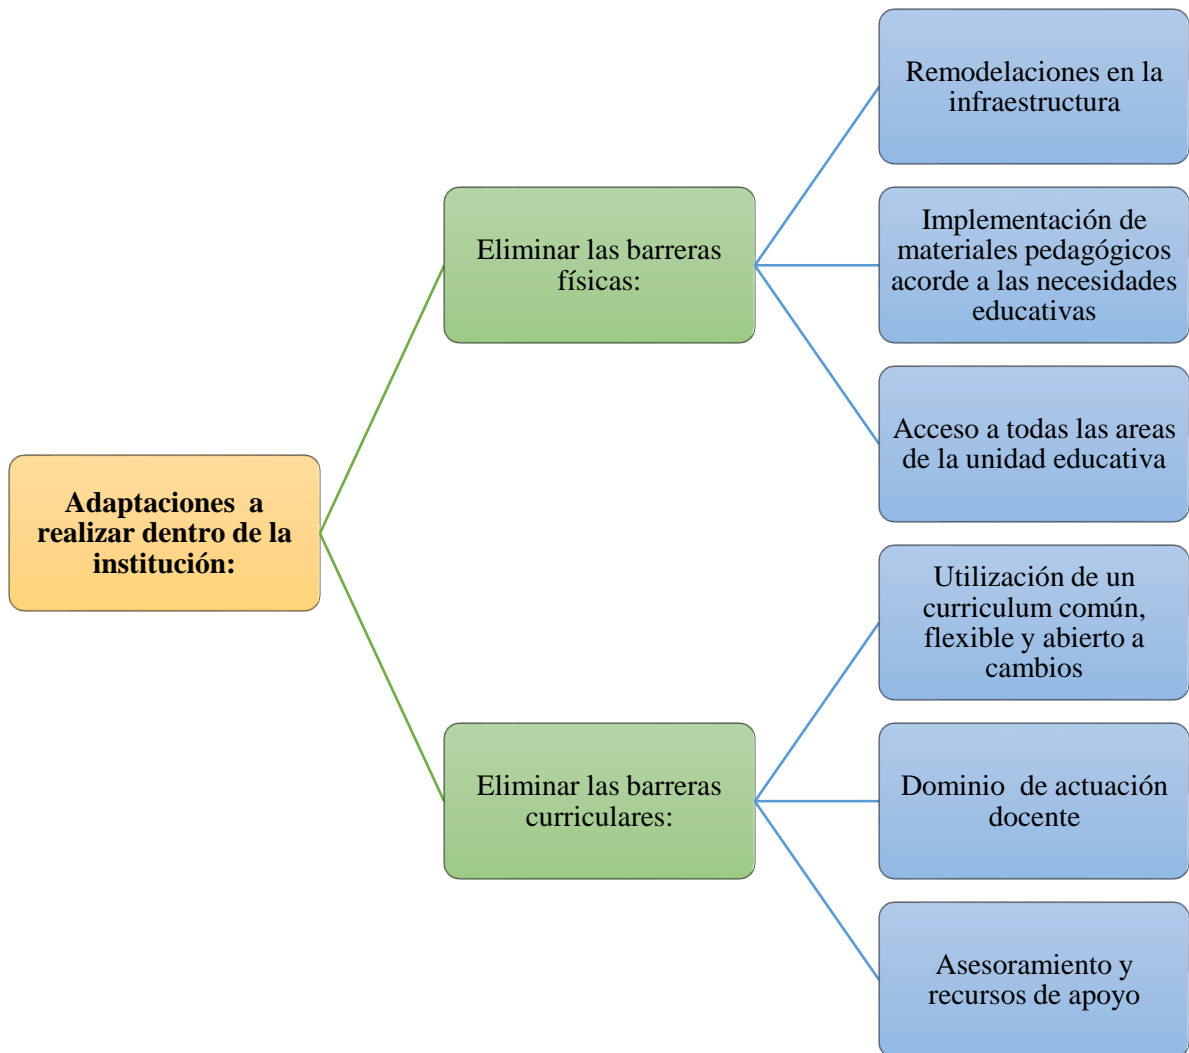 Adaptaciones  a
realizar dentro de la
institución:
Eliminar las barreras
físicas:
Remodelaciones en la
infraestructura
Implementación de
materiales pedagógicos
acorde a las necesidades
educativas
Acceso a todas las areas
de la unidad educativa
Eliminar las barreras
curriculares:
Utilización de un
curriculum común,
flexible y abierto a
cambios
Dominio  de actuación
docente
Asesoramiento y
recursos de apoyo